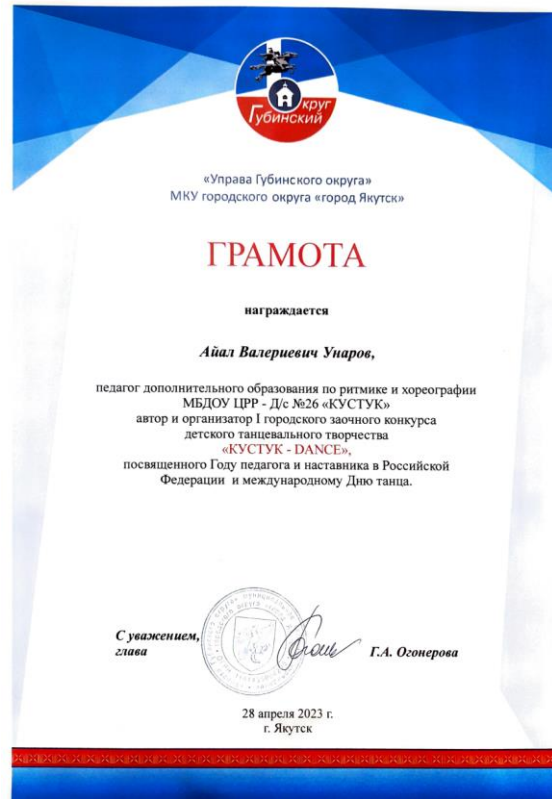 Губинский
Округ
«Управа Губинского округа»
МКУ городского округа «город Якутск»
ГРАМОТА
награждается
Айал Валериевич Унаров,
педагог дополнительного образования по ритмике и хореографии
МБДОУ ЦРР - Д/с №26 «КУСТУК»
автор и организатор I городского заочного конкурса
детского танцевального творчества
«КУСТУК - DANCE»,
посвященного Году педагога и наставника в Российской
Федерации и международному Дню танца.
С уважением,
глава
Г.А. Огонерова
28 апреля 2023 г.
г. Якутск